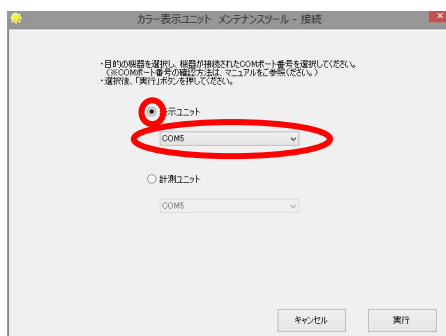 カラー表示ユニット メンテナンスツール - 接続
・目的の機器を選択し、機器が接続されたCOMポート番号を選択してください。
（※COMポート番号の確認方法は、マニュアルをご参照ください。）
・選択後、「実行」ボタンを押してください。
示ユニット
COM5
計測ユニット
COM5
キャンセル
実行